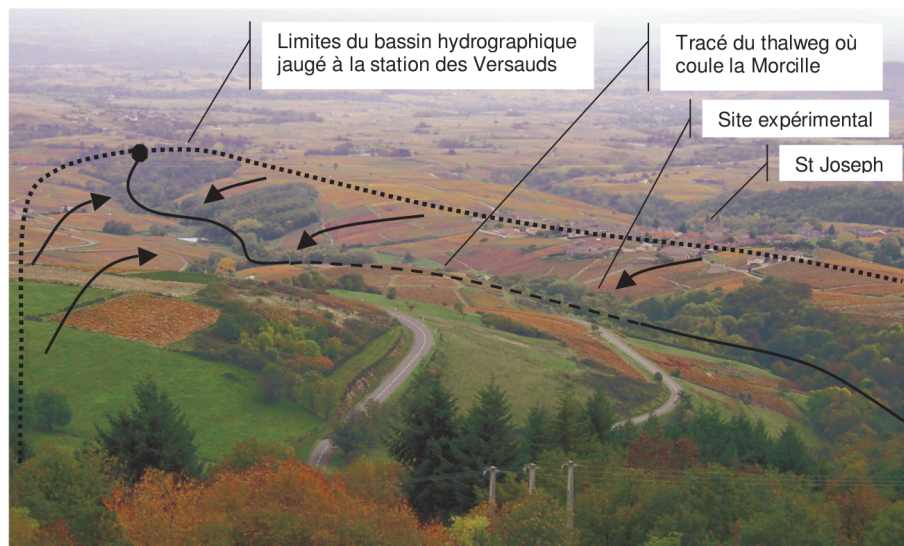 Limites du bassin hydrographique
jaugé à la station des Versauds
Tracé du thalweg où
coule la Morcille
Site expérimental
St Joseph